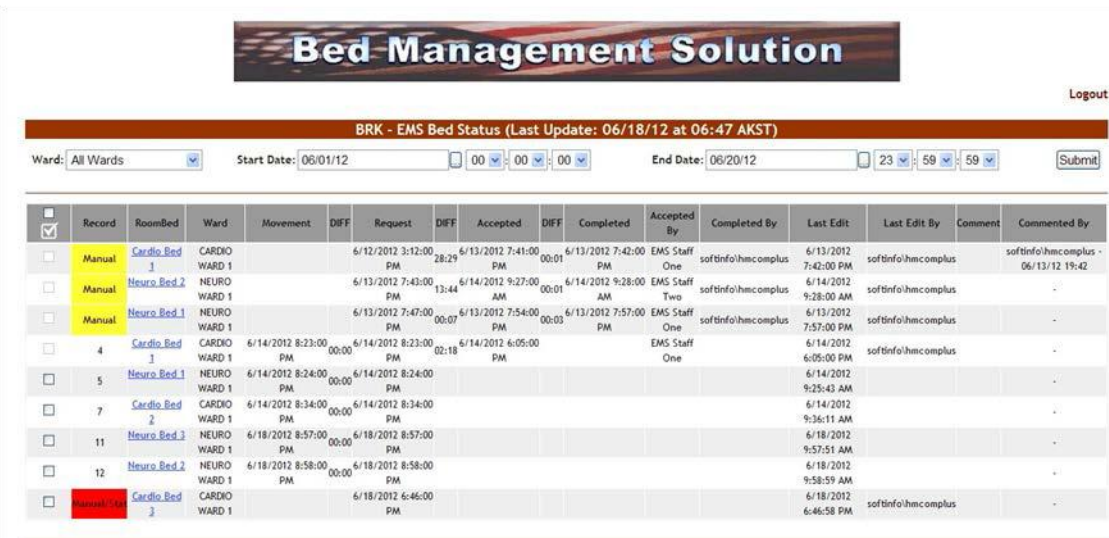 Bed Management Solution
Logout
BRK - EMS Bed Status (Last Update: 06/18/12 at 06:47 AKST)
Ward: All Wards Start Date: 06/01/12 00 : 00 : 00 End Date: 06/20/12 23 : 59 : 59 Submit
Record RoomBed Ward Movement DIFF Request DIFF Accepted DIFF Completed Accepted By Completed By Last Edit Last Edit By Comment Commented By
Manual Cardio Bed 1 CARDIO WARD 1 6/12/2012 3:12:00 PM 28:29 6/13/2012 7:41:00 PM 00:01 6/13/2012 7:42:00 PM EMS Staff One softinfo\hmcomplus 6/13/2012 7:42:00 PM softinfo\hmcomplus softinfo\hmcomplus - 06/13/12 19:42
Manual Neuro Bed 2 NEURO WARD 1 6/13/2012 7:43:00 PM 13:44 6/14/2012 9:27:00 AM 00:01 6/14/2012 9:28:00 AM EMS Staff Two softinfo\hmcomplus 6/14/2012 9:28:00 AM softinfo\hmcomplus -
Manual Neuro Bed 1 NEURO WARD 1 6/13/2012 7:47:00 PM 00:07 6/13/2012 7:54:00 PM 00:03 6/13/2012 7:57:00 PM EMS Staff One softinfo\hmcomplus 6/13/2012 7:57:00 PM softinfo\hmcomplus -
4 Cardio Bed 1 CARDIO WARD 1 6/14/2012 8:23:00 PM 00:00 6/14/2012 8:23:00 PM 02:18 6/14/2012 6:05:00 PM EMS Staff One 6/14/2012 6:05:00 PM softinfo\hmcomplus -
5 Neuro Bed 1 NEURO WARD 1 6/14/2012 8:24:00 PM 00:00 6/14/2012 8:24:00 PM 6/14/2012 9:25:43 AM -
7 Cardio Bed 2 CARDIO WARD 1 6/14/2012 8:34:00 PM 00:00 6/14/2012 8:34:00 PM 6/14/2012 9:36:11 AM -
11 Neuro Bed 3 NEURO WARD 1 6/18/2012 8:57:00 PM 00:00 6/18/2012 8:57:00 PM 6/18/2012 9:57:51 AM -
12 Neuro Bed 2 NEURO WARD 1 6/18/2012 8:58:00 PM 00:00 6/18/2012 8:58:00 PM 6/18/2012 9:58:59 AM -
Manual/Stat Cardio Bed 3 CARDIO WARD 1 6/18/2012 6:46:00 PM 6/18/2012 6:46:58 PM softinfo\hmcomplus -